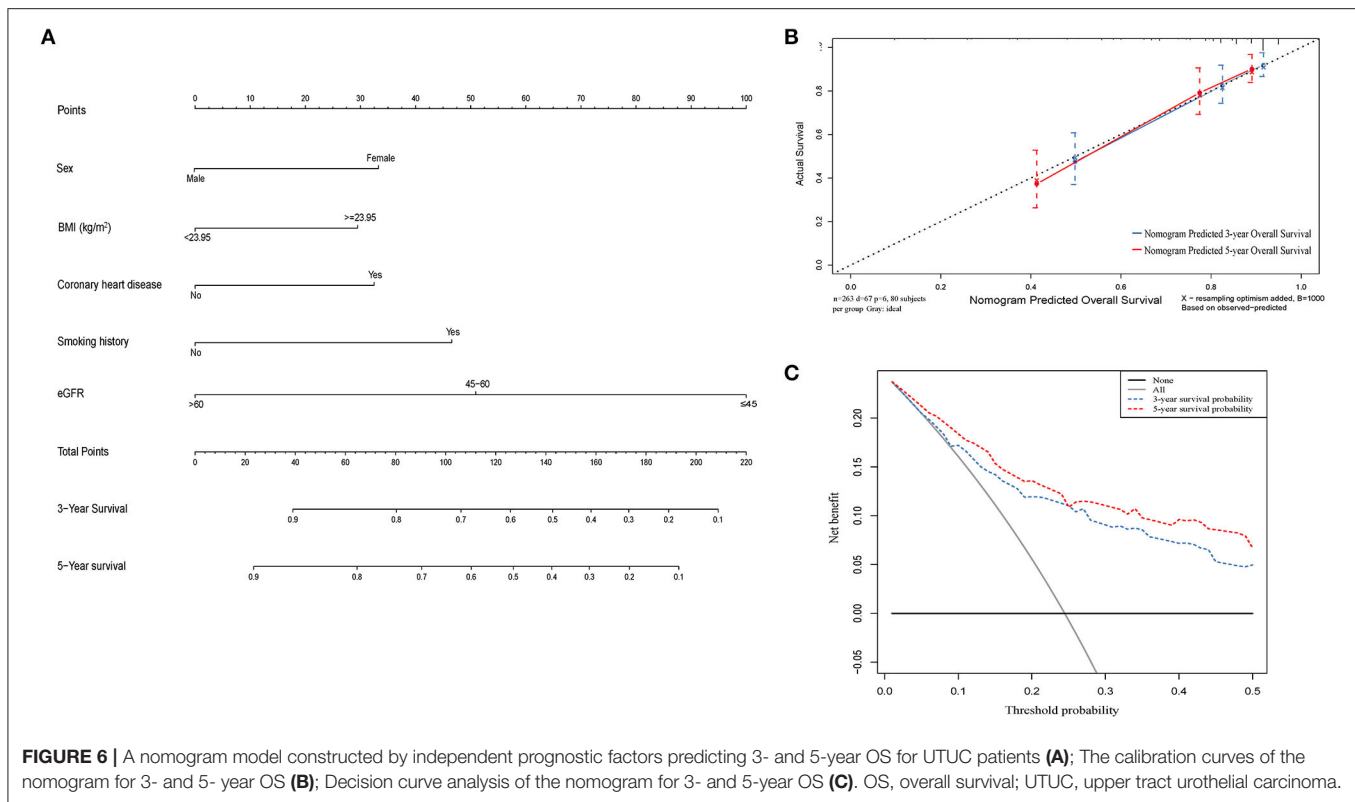 A
Points
0 10 20 30 40 50 60 70 80 90 100
Female
Sex
Male
>=23.95
BMI (kg/m²)
<23.95
Yes
Coronary heart disease
No
Yes
Smoking history
No
45−60
eGFR
>60 ≤45
Total Points
0 20 40 60 80 100 120 140 160 180 200 220
3−Year Survival
0.9 0.8 0.7 0.6 0.5 0.4 0.3 0.2 0.1
5−Year survival
0.9 0.8 0.7 0.6 0.5 0.4 0.3 0.2 0.1
B
Actual Survival
0.0 0.2 0.4 0.6 0.8 1.0
Nomogram Predicted 3-year Overall Survival
Nomogram Predicted 5-year Overall Survival
0.0 0.2 0.4 0.6 0.8 1.0
n=263 d=67 p=6, 80 subjects
per group Gray: ideal
Nomogram Predicted Overall Survival
X − resampling optimism added, B=1000
Based on observed−predicted
C
None
All
3-year survival probability
5-year survival probability
Net benefit
−0.05 0.00 0.05 0.10 0.15 0.20
0.0 0.1 0.2 0.3 0.4 0.5
Threshold probability
FIGURE 6 | A nomogram model constructed by independent prognostic factors predicting 3- and 5-year OS for UTUC patients (A); The calibration curves of the
nomogram for 3- and 5- year OS (B); Decision curve analysis of the nomogram for 3- and 5-year OS (C). OS, overall survival; UTUC, upper tract urothelial carcinoma.